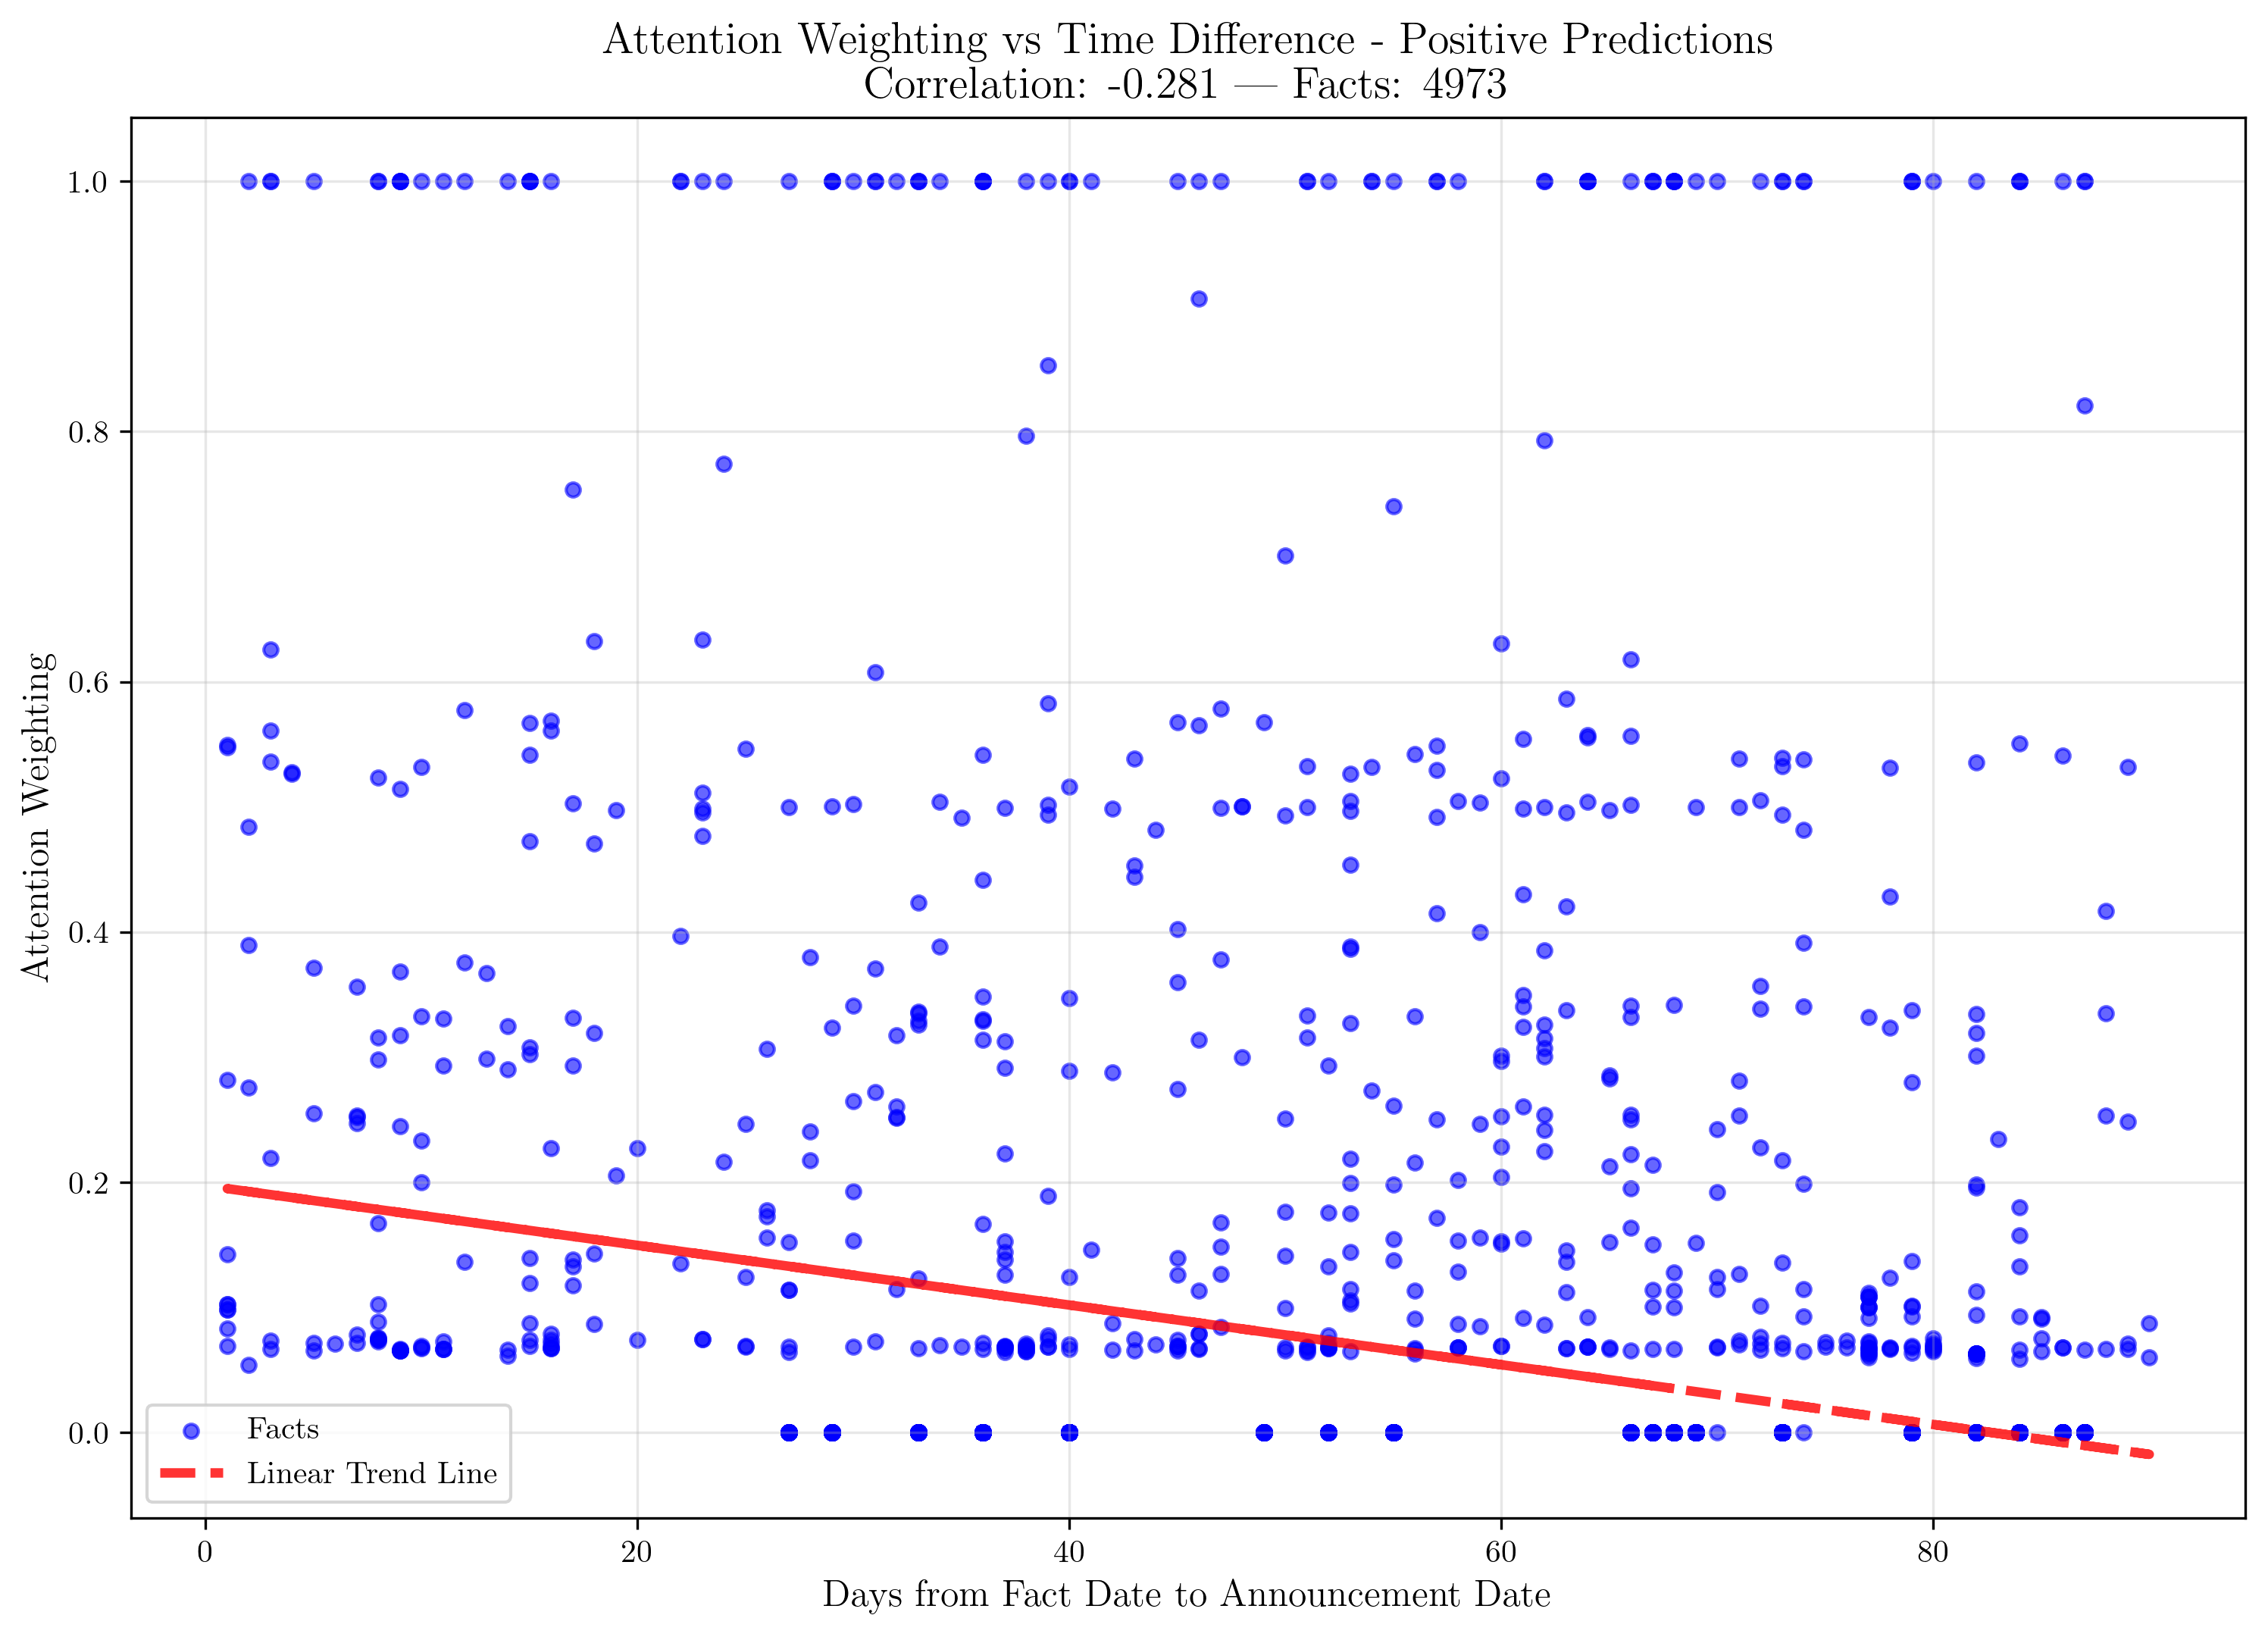 Attention Weighting vs Time Difference - Positive Predictions
Correlation: -0.281 — Facts: 4973
Attention Weighting
1.0
0.8
0.6
0.4
0.2
0.0
Facts
Linear Trend Line
0 20 40 60 80
Days from Fact Date to Announcement Date